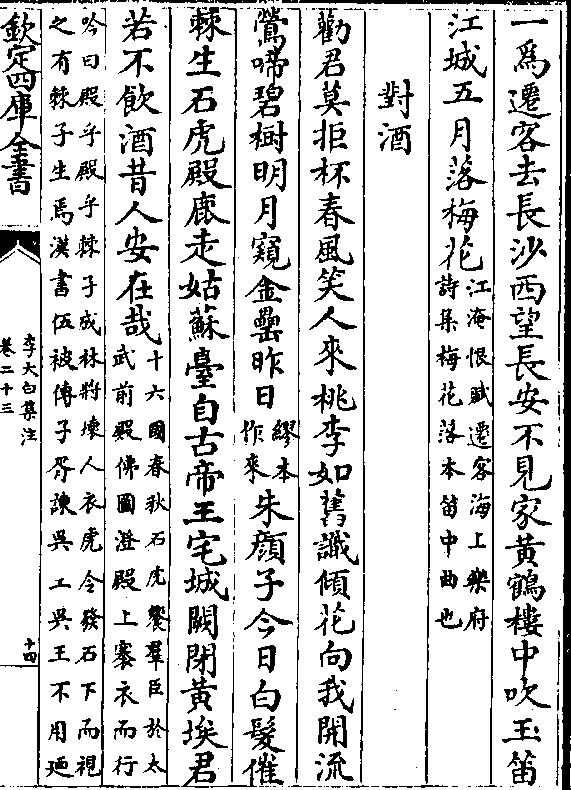 一為遷客去長沙西望長安不見家黃鶴樓中吹玉笛
江城五月落梅花江淹恨賦遷客海上樂府
詩集梅花落本笛中曲也
對酒
勸君莫拒杯春風笑人來桃李如舊識傾花向我開流
鶯啼碧樹明月窺金罍昨日繆本
作來朱顔子今日白髮催
棘生石虎殿鹿走姑蘇臺自古帝王宅城闕閉黃埃君
若不飲酒昔人安在哉十六國春秋石虎饗羣臣於太
武前殿佛圖澄殿上褰衣而行
吟曰殿乎殿乎棘子成林將壞人衣虎令發石下而視
之有棘子生焉漢書伍被傳子胥諫吳王吳王不用廼
欽定四庫全書
李太白集注
卷二十三
十四